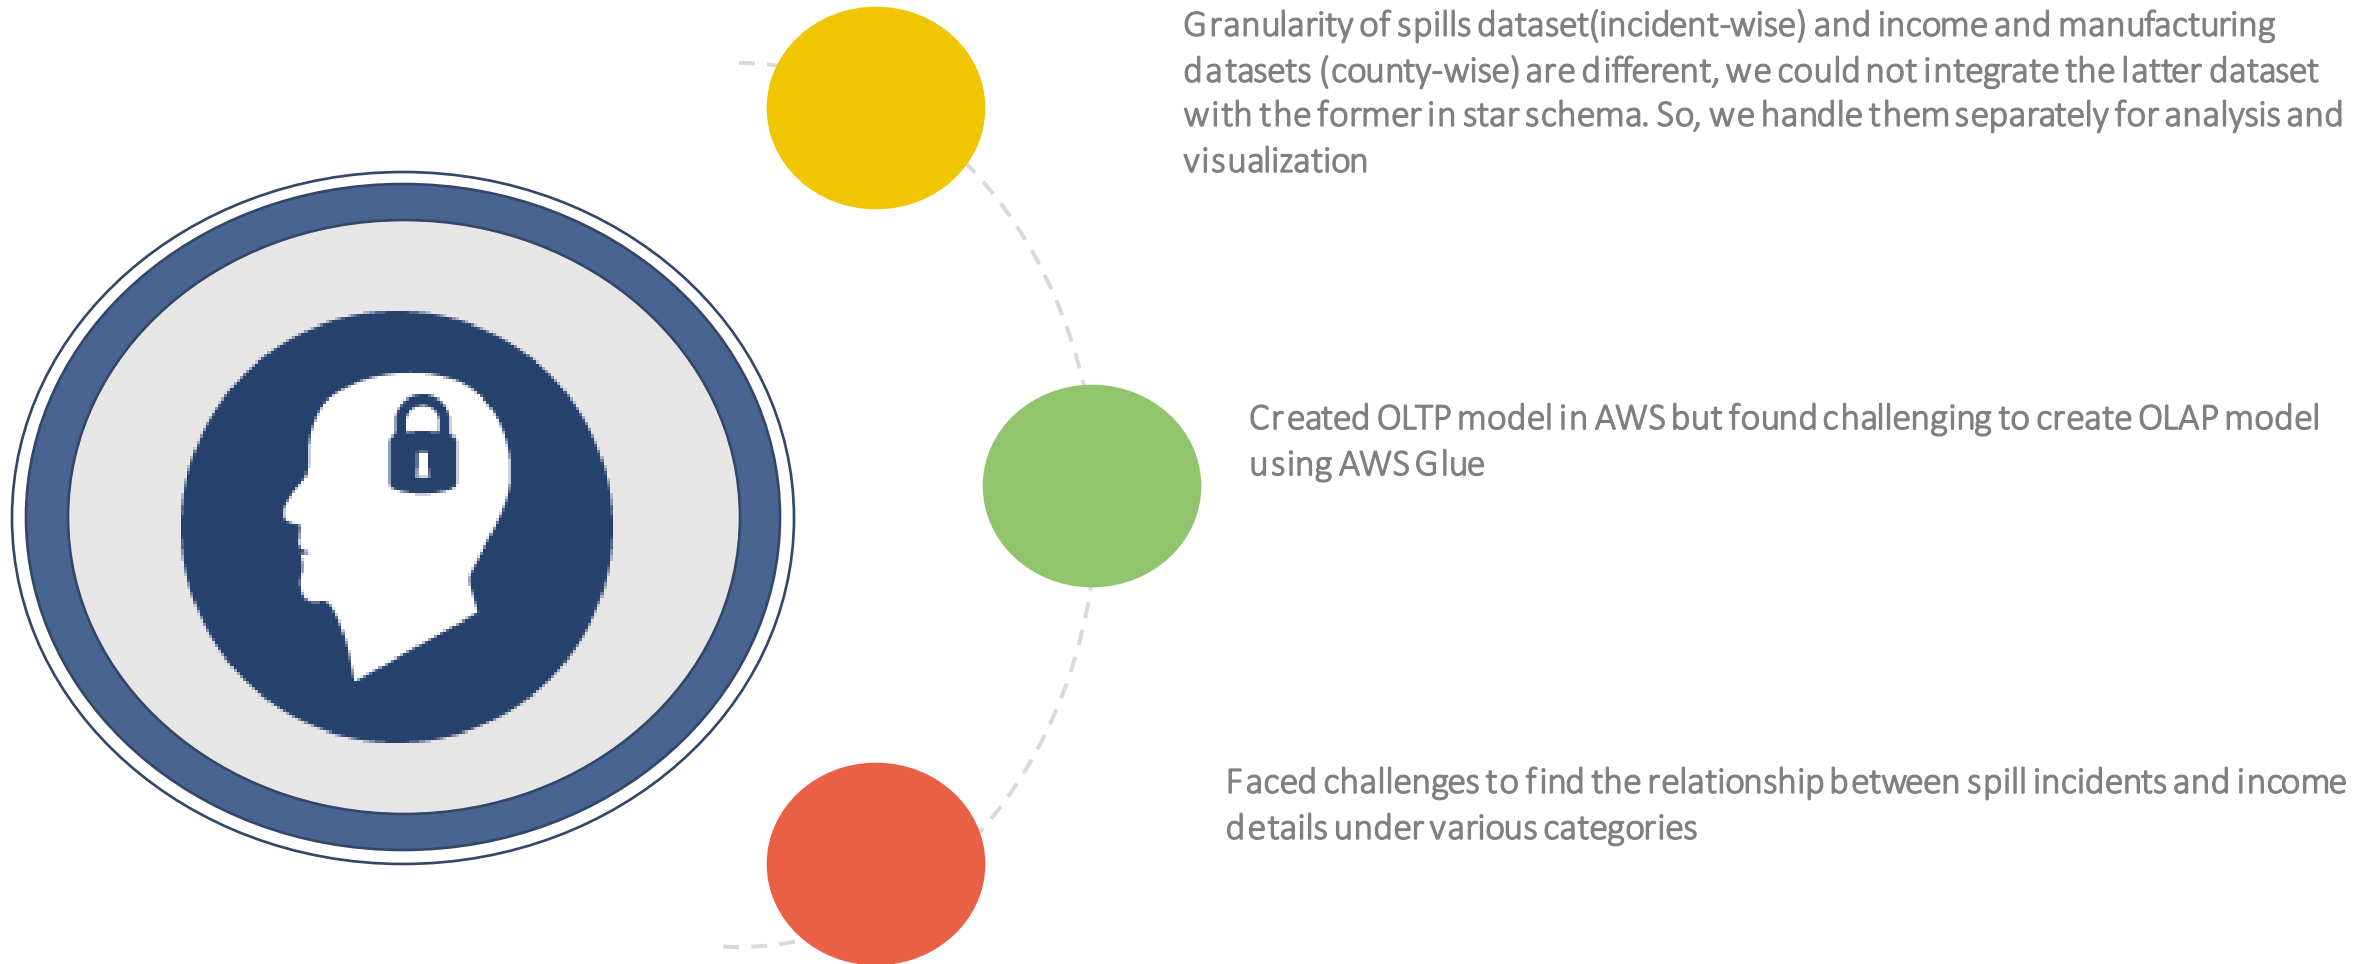 Granularity of spills dataset(incident-wise) and income and manufacturing
datasets (county-wise) are different, we could not integrate the latter dataset
with the former in star schema. So, we handle them separately for analysis and
visualization
Created OLTP model in AWS but found challenging to create OLAP model
using AWS Glue
Faced challenges to find the relationship between spill incidents and income
details under various categories